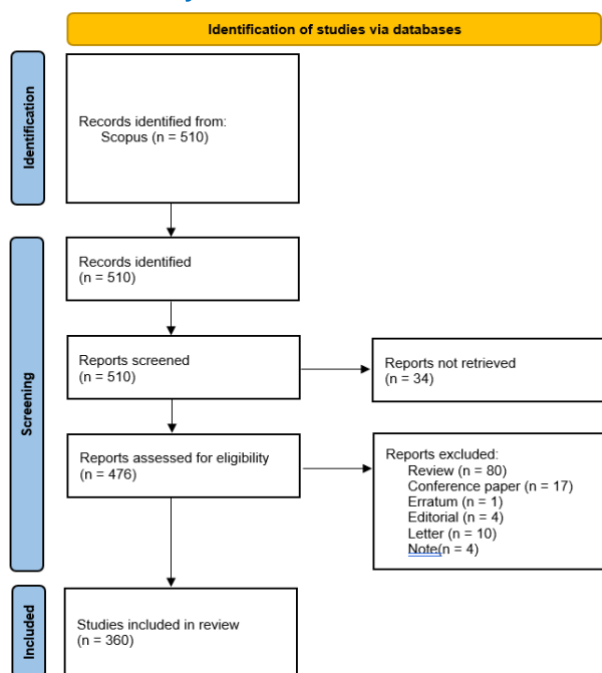 Identification of studies via databases
Identification
Records identified from:
Scopus (n = 510)
Screening
Records identified
(n = 510)
Reports screened
(n = 510)
Reports not retrieved
(n = 34)
Reports assessed for eligibility
(n = 476)
Reports excluded:
Review (n = 80)
Conference paper (n = 17)
Erratum (n = 1)
Editorial (n = 4)
Letter (n = 10)
Note(n = 4)
Included
Studies included in review
(n = 360)